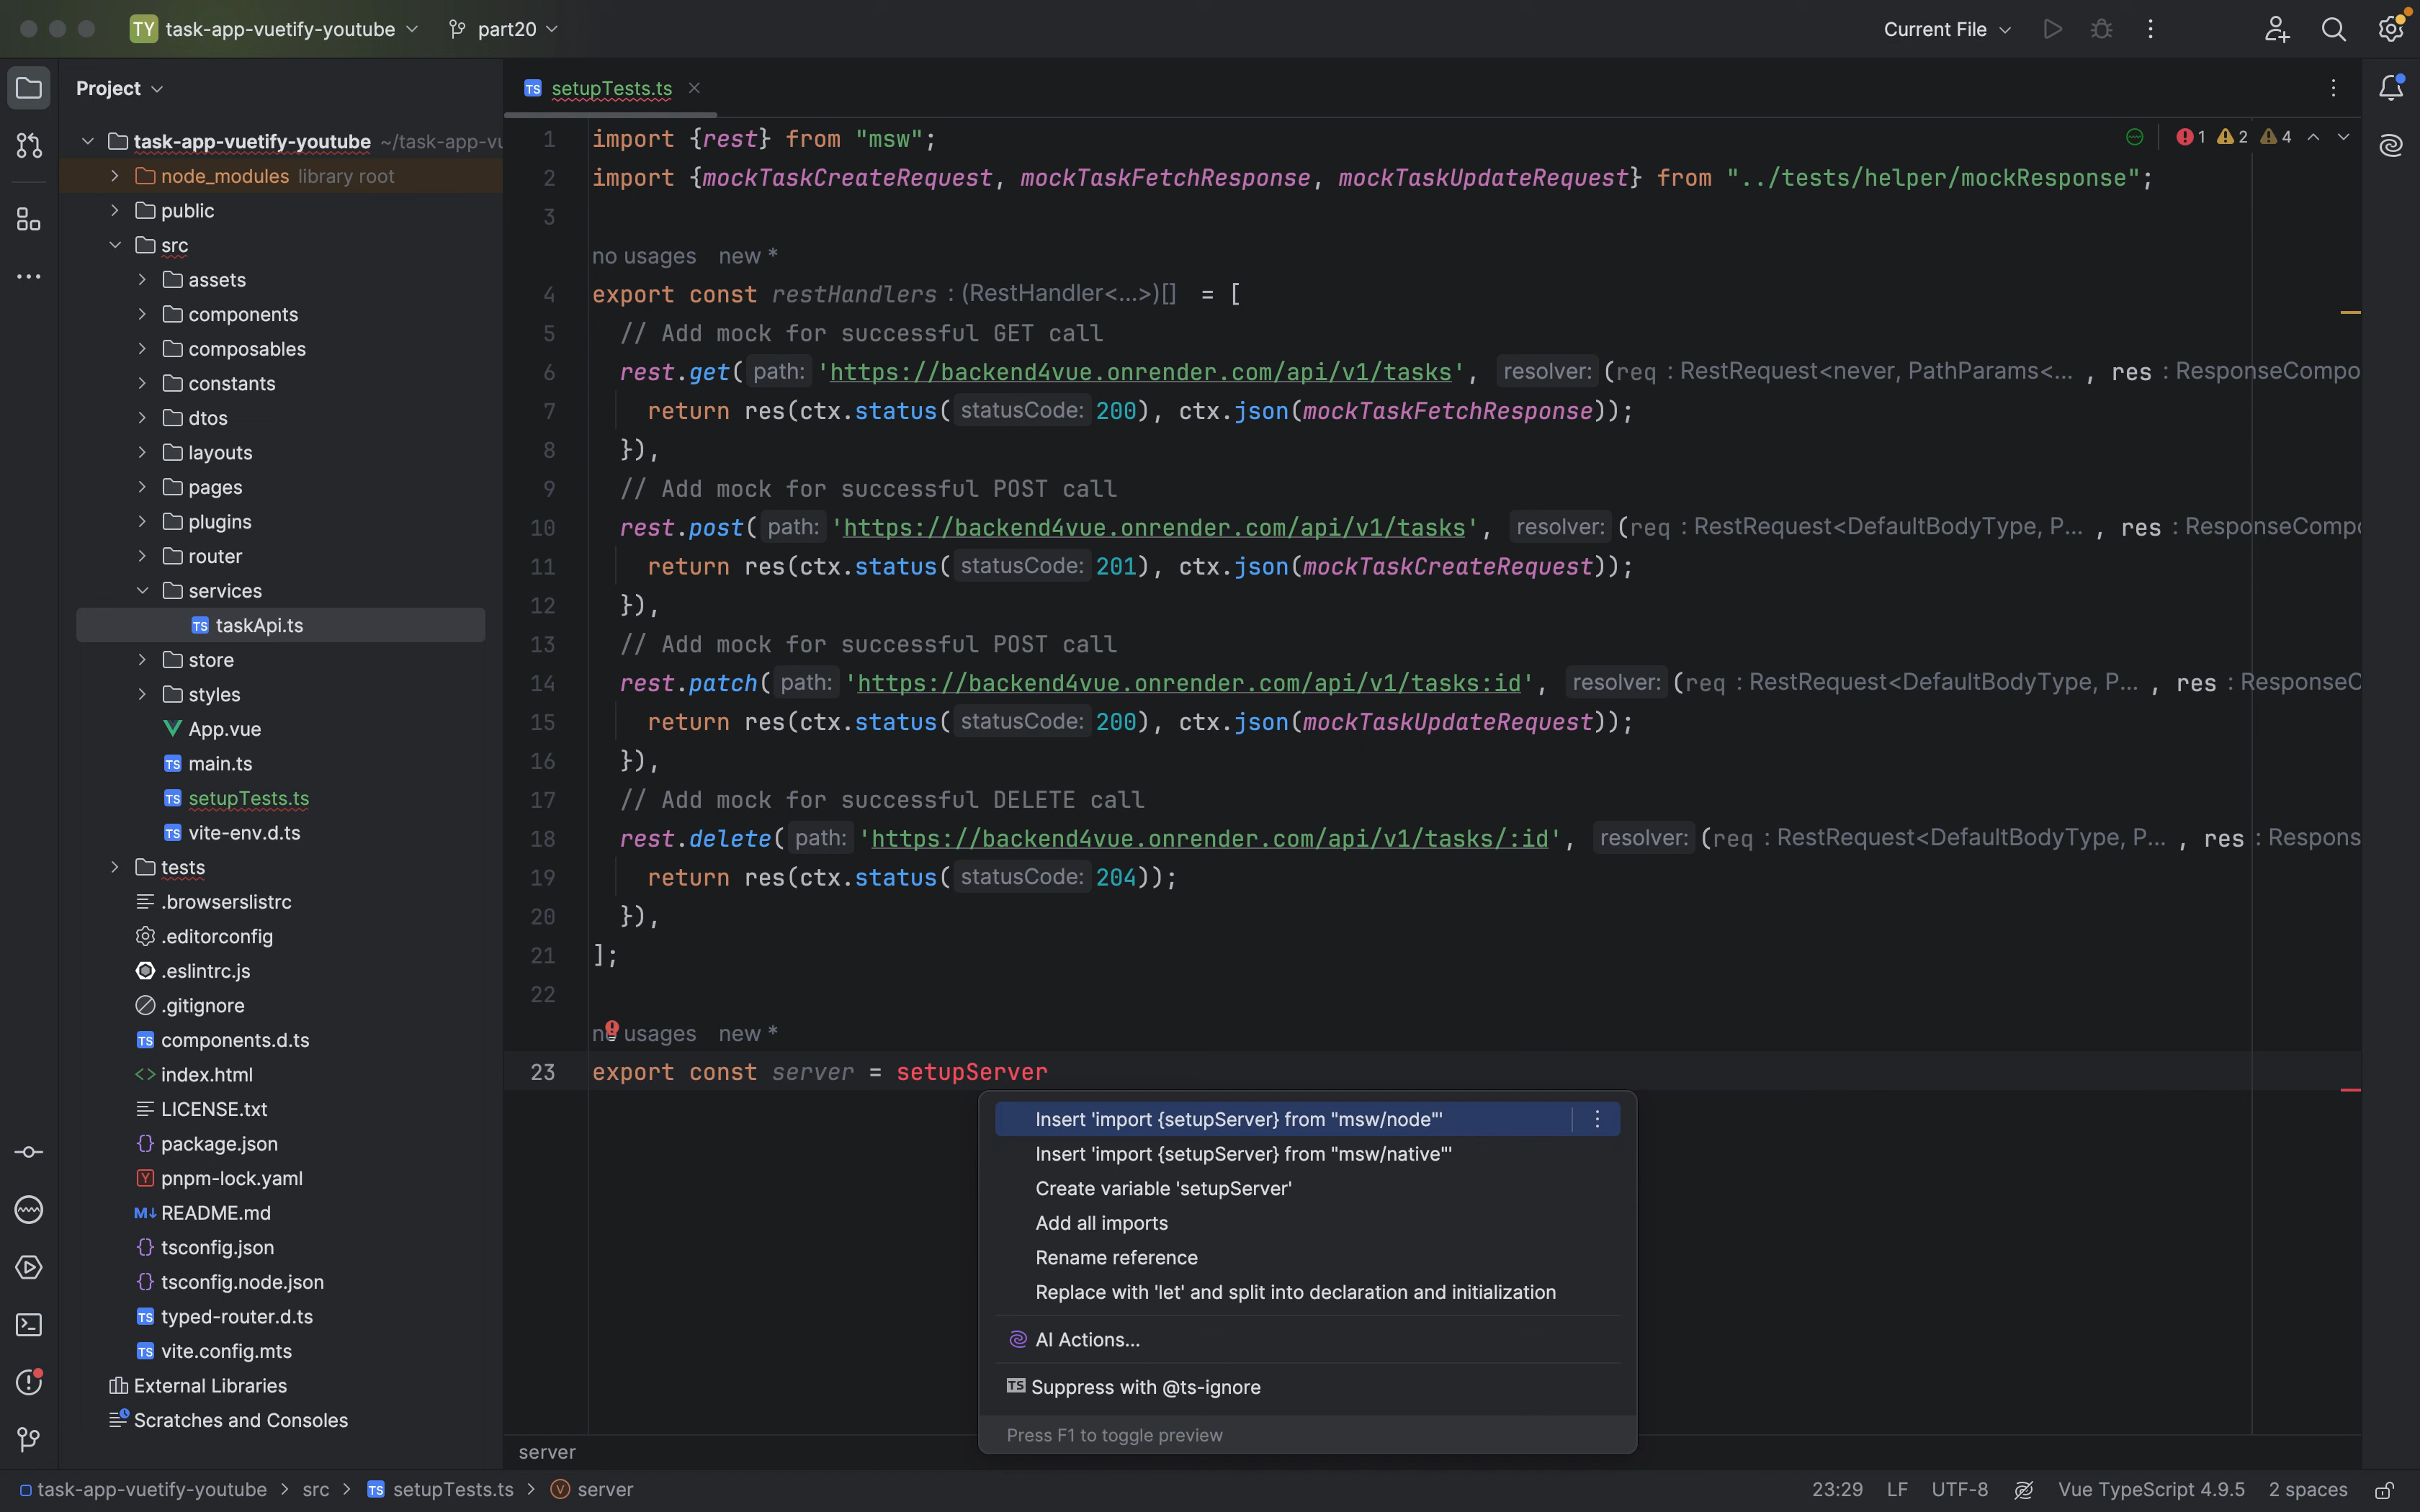 TY task-app-vuetify-youtube part20 Current File
Project
setupTests.ts
task-app-vuetify-youtube ~/task-app-vu
node_modules library root
public
src
assets
components
composables
constants
dtos
layouts
pages
plugins
router
services
taskApi.ts
store
styles
App.vue
main.ts
setupTests.ts
vite-env.d.ts
tests
.browserslistrc
.editorconfig
.eslintrc.js
.gitignore
components.d.ts
index.html
LICENSE.txt
package.json
pnpm-lock.yaml
README.md
tsconfig.json
tsconfig.node.json
typed-router.d.ts
vite.config.mts
External Libraries
Scratches and Consoles
1 2 4
1 import {rest} from "msw";
2 import {mockTaskCreateRequest, mockTaskFetchResponse, mockTaskUpdateRequest} from "../tests/helper/mockResponse";
3
no usages new *
4 export const restHandlers : (RestHandler<...>)[] = [
5 // Add mock for successful GET call
6 rest.get( path: 'https://backend4vue.onrender.com/api/v1/tasks', resolver: (req : RestRequest<never, PathParams<... , res : ResponseCompo
7 return res(ctx.status( statusCode: 200), ctx.json(mockTaskFetchResponse));
8 }),
9 // Add mock for successful POST call
10 rest.post( path: 'https://backend4vue.onrender.com/api/v1/tasks', resolver: (req : RestRequest<DefaultBodyType, P... , res : ResponseComp
11 return res(ctx.status( statusCode: 201), ctx.json(mockTaskCreateRequest));
12 }),
13 // Add mock for successful POST call
14 rest.patch( path: 'https://backend4vue.onrender.com/api/v1/tasks:id', resolver: (req : RestRequest<DefaultBodyType, P... , res : ResponseC
15 return res(ctx.status( statusCode: 200), ctx.json(mockTaskUpdateRequest));
16 }),
17 // Add mock for successful DELETE call
18 rest.delete( path: 'https://backend4vue.onrender.com/api/v1/tasks/:id', resolver: (req : RestRequest<DefaultBodyType, P... , res : Respons
19 return res(ctx.status( statusCode: 204));
20 }),
21 ];
22
no usages new *
23 export const server = setupServer
Insert 'import {setupServer} from "msw/node"'
Insert 'import {setupServer} from "msw/native"'
Create variable 'setupServer'
Add all imports
Rename reference
Replace with 'let' and split into declaration and initialization
AI Actions...
TS Suppress with @ts-ignore
Press F1 to toggle preview
server
task-app-vuetify-youtube > src > setupTests.ts > server 23:29 LF UTF-8 Vue TypeScript 4.9.5 2 spaces